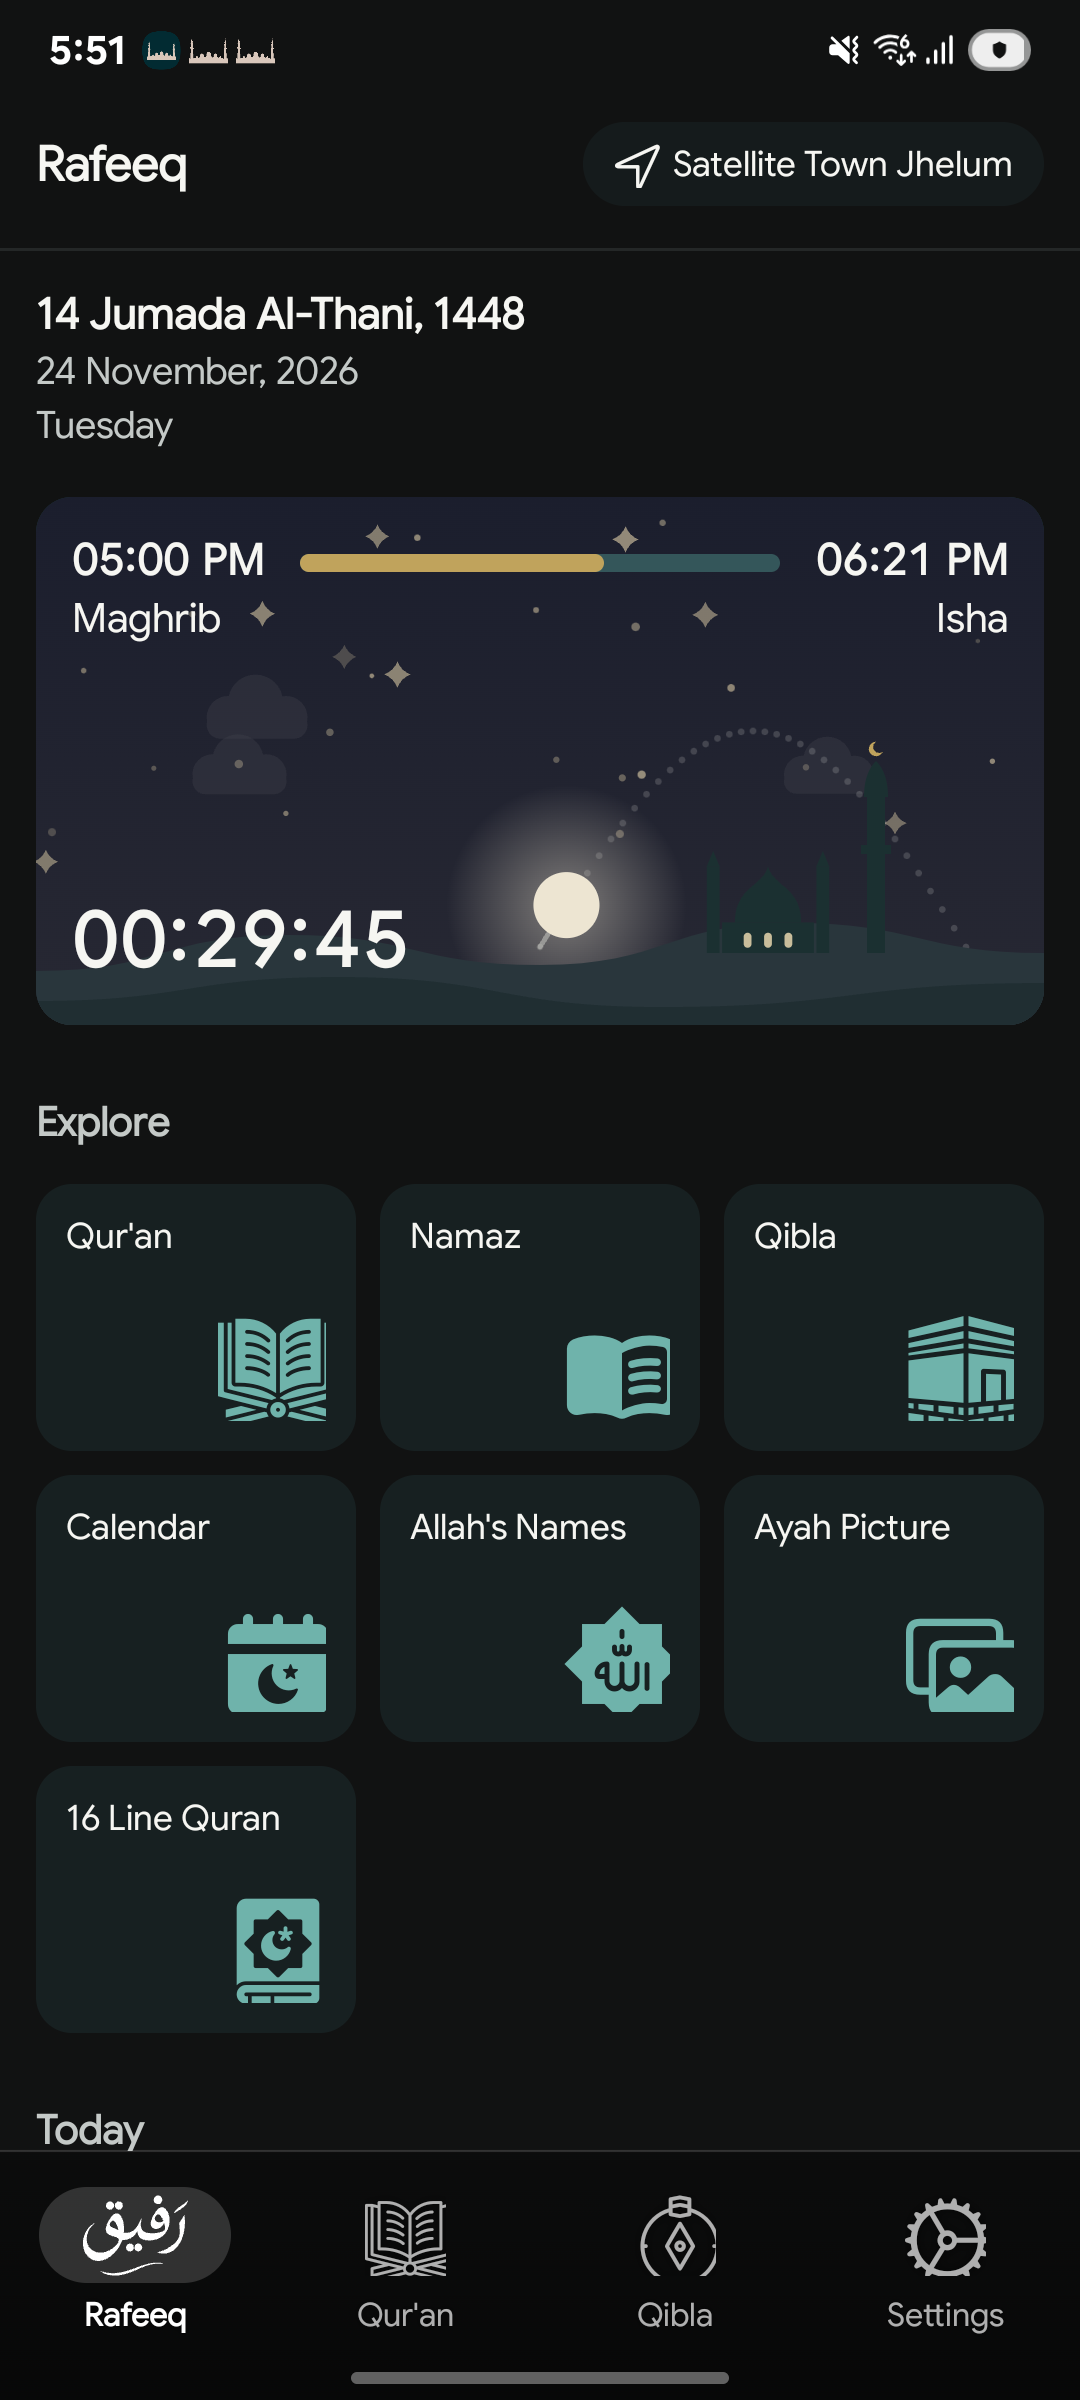 5:51
Rafeeq
Satellite Town Jhelum
14 Jumada Al-Thani, 1448
24 November, 2026
Tuesday
05:00 PM
06:21 PM
Maghrib
Isha
00:29:45
Explore
Qur'an
Namaz
Qibla
Calendar
Allah's Names
Ayah Picture
الله
16 Line Quran
Today
رَفيق
Rafeeq
Qur'an
Qibla
Settings